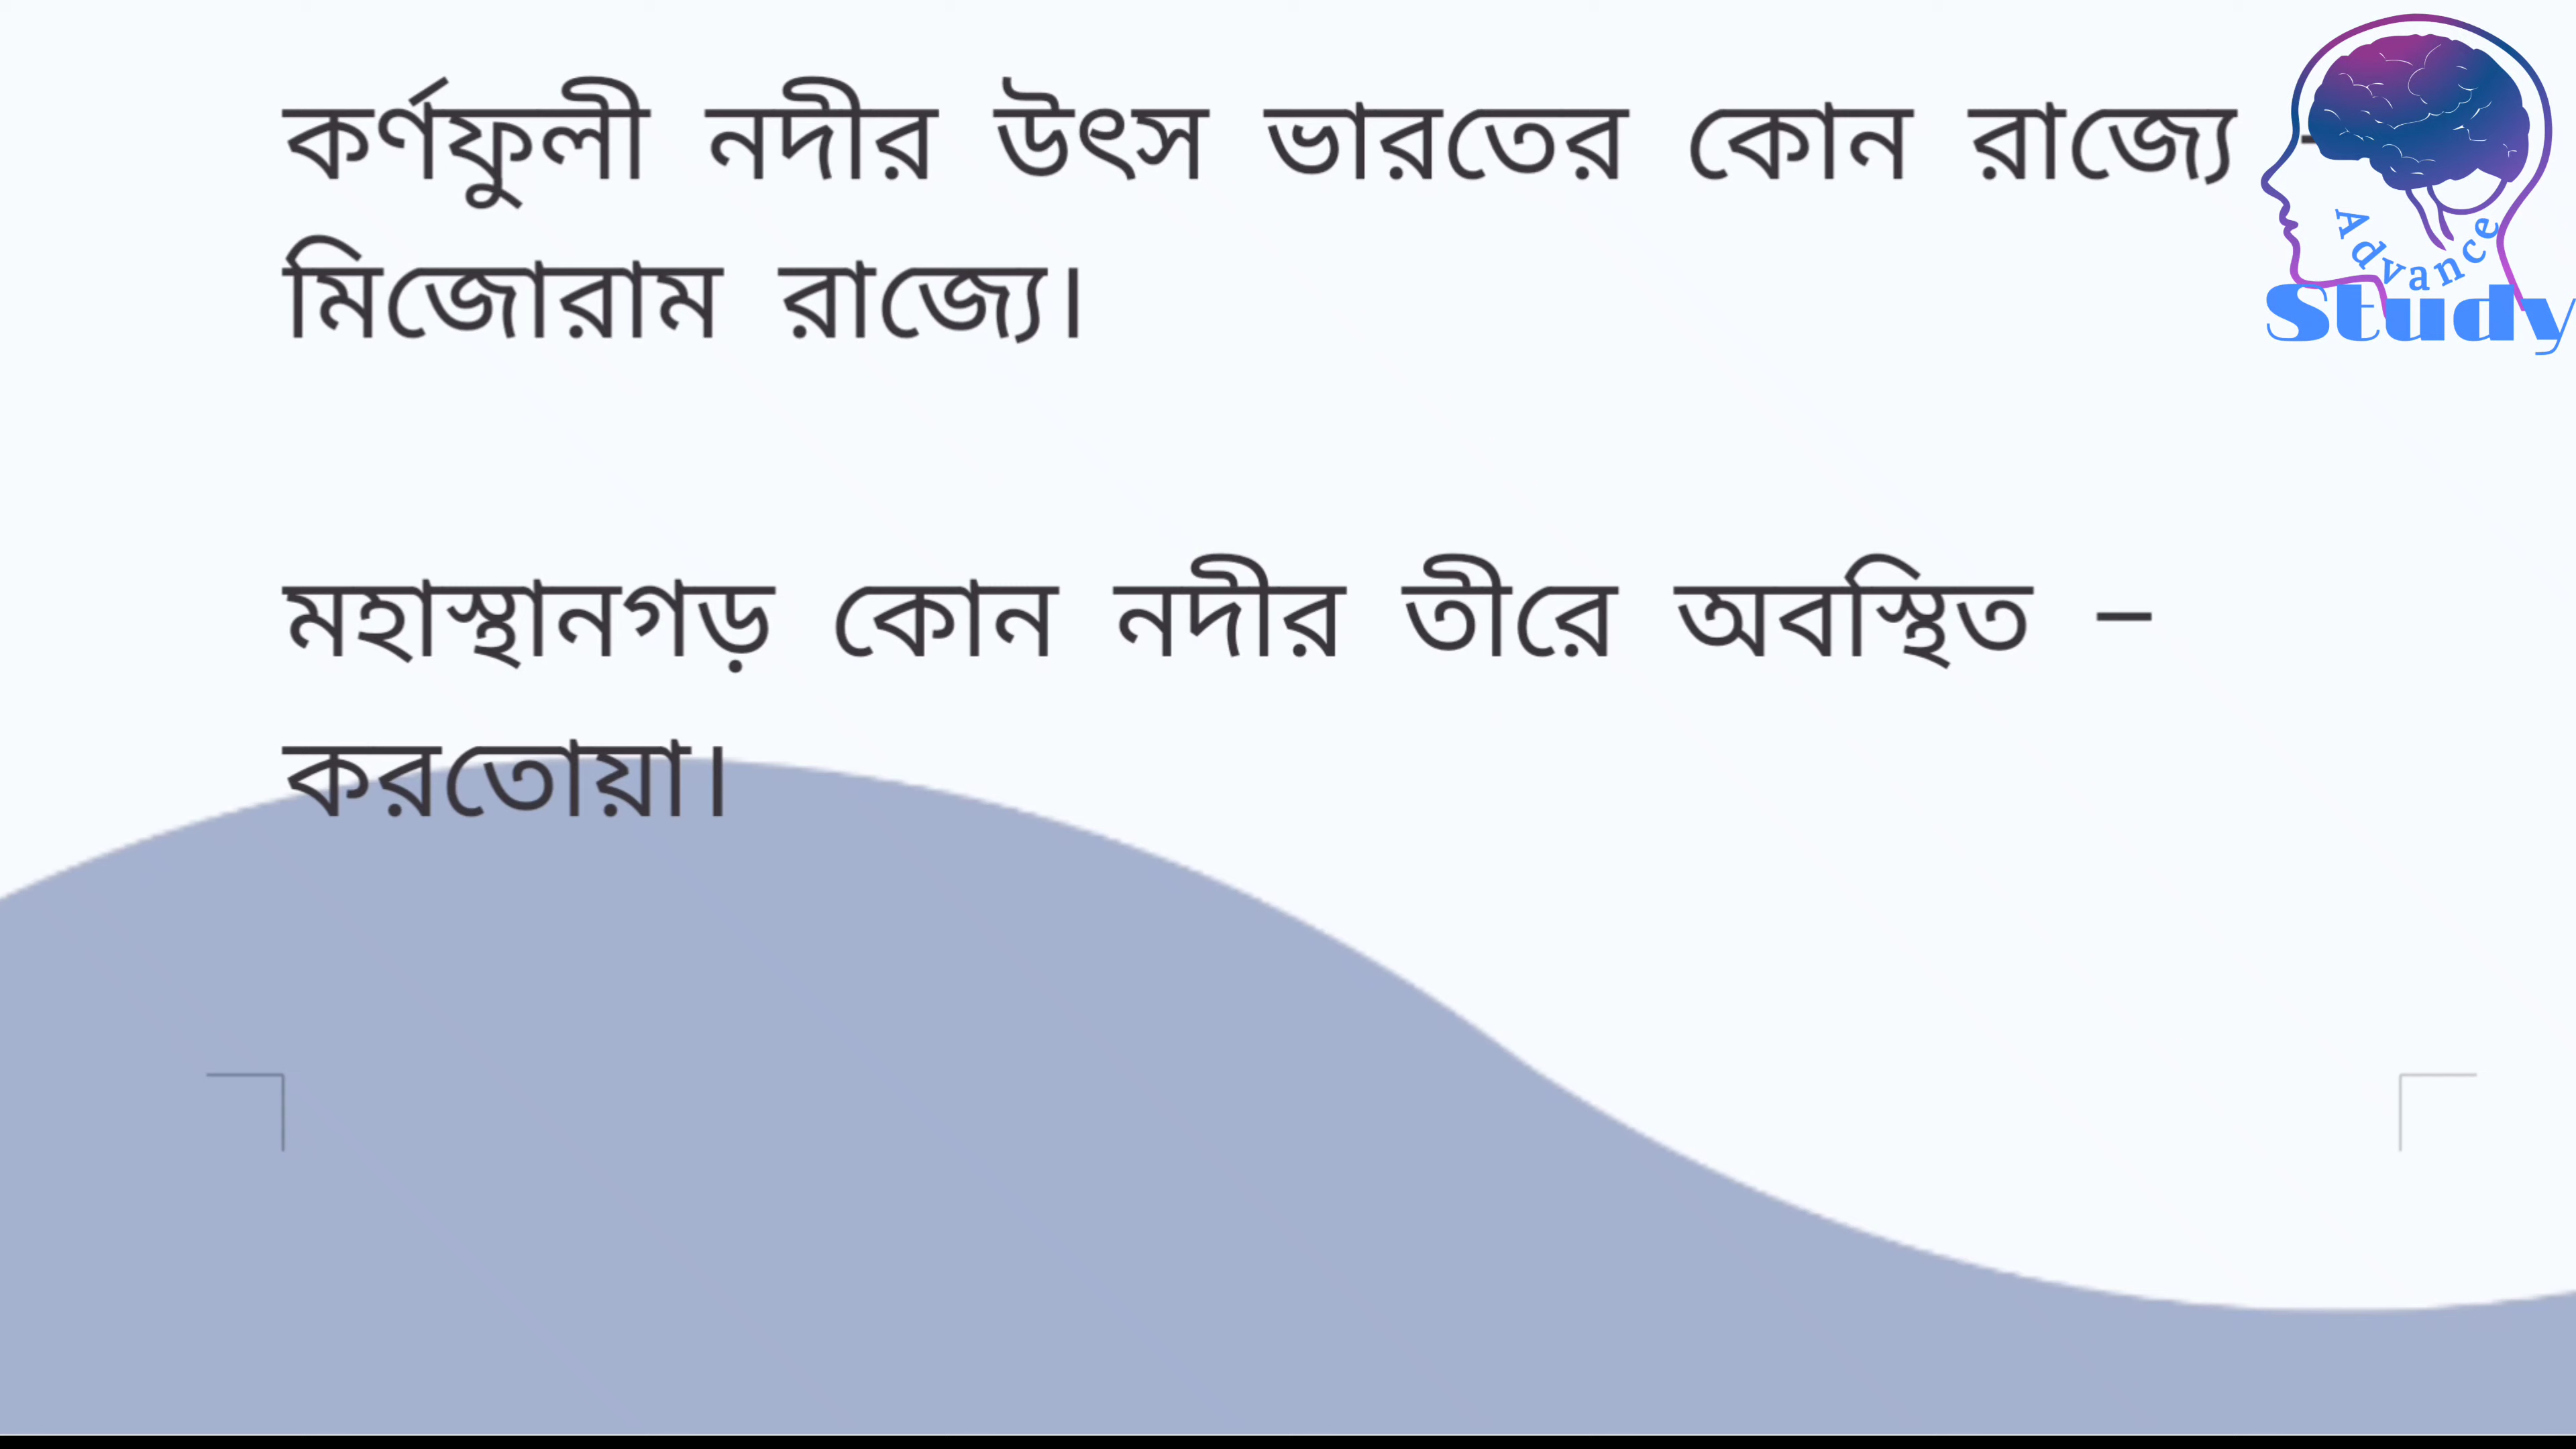 কর্ণফুলী নদীর উৎস ভারতের কোন রাজ্যে -
মিজোরাম রাজ্যে।
মহাস্থানগড় কোন নদীর তীরে অবস্থিত –
করতোয়া।
Advance
Study